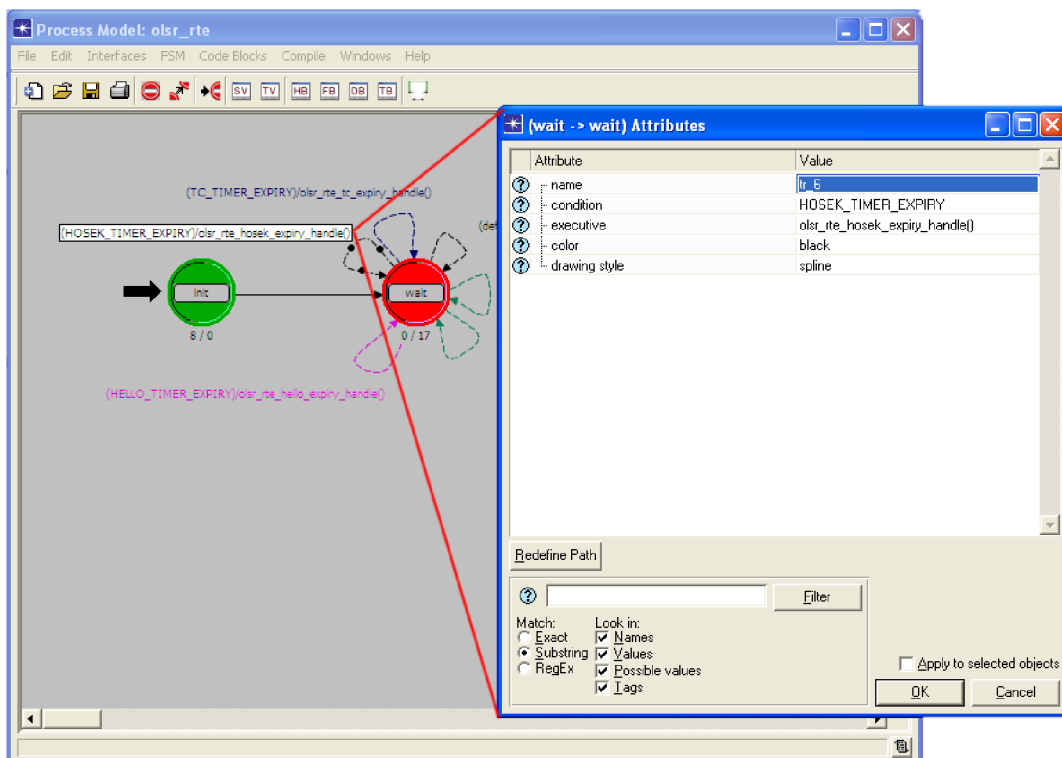 Process Model: olsr_rte
File Edit Interfaces FSM Code Blocks Compile Windows Help
SV TV HB FB DB TB
(TC_TIMER_EXPIRY)/olsr_rte_tc_expiry_handle()
(HOSEK_TIMER_EXPIRY)/olsr_rte_hosek_expiry_handle()
(def
init
wait
8 / 0
0 / 17
(HELLO_TIMER_EXPIRY)/olsr_rte_hello_expiry_handle()
(wait -> wait) Attributes
Attribute Value
name tr_6
condition HOSEK_TIMER_EXPIRY
executive olsr_rte_hosek_expiry_handle()
color black
drawing style spline
Redefine Path
Filter
Match: Look in:
Exact Names
Substring Values
RegEx Possible values
Tags
Apply to selected objects
OK Cancel